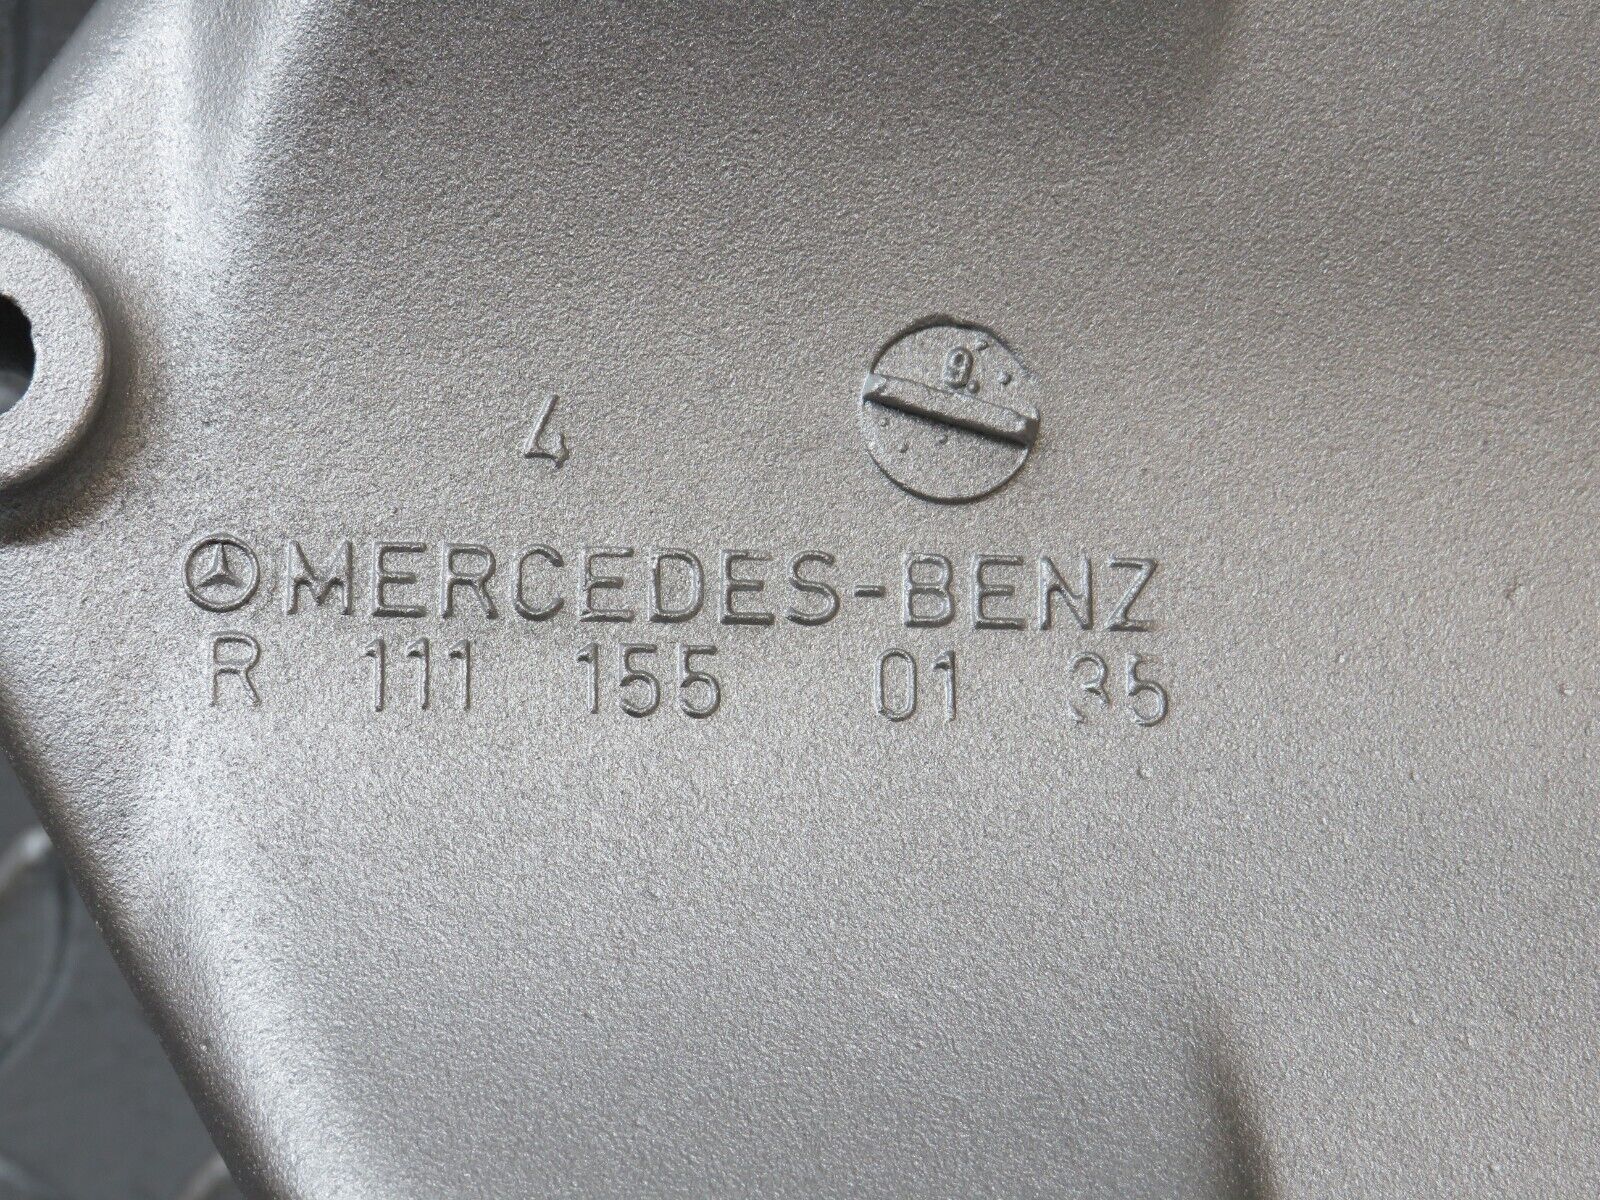 9.
4
MERCEDES-BENZ
R 111 155 01 35